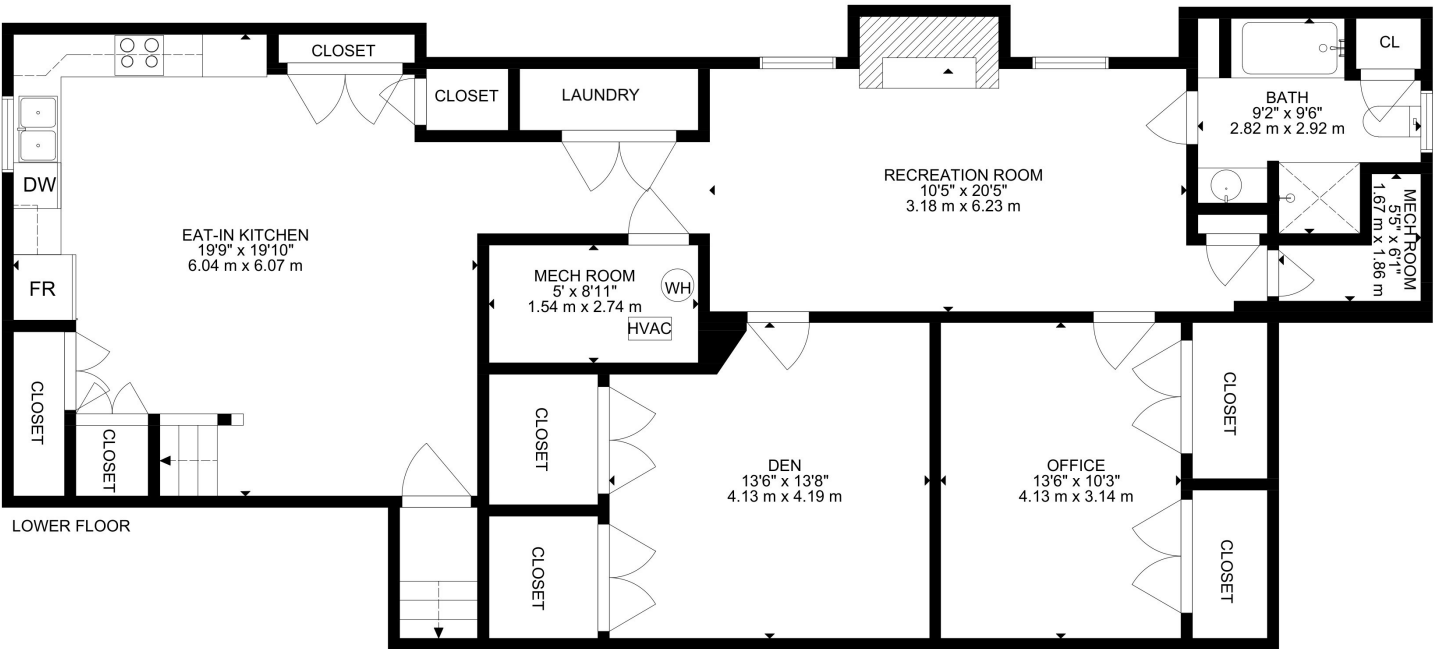 CLOSET
CLOSET
LAUNDRY
CL
BATH
9'2" x 9'6"
2.82 m x 2.92 m
DW
RECREATION ROOM
10'5" x 20'5"
3.18 m x 6.23 m
MECH ROOM
5'5" x 6'1"
1.67 m x 1.86 m
EAT-IN KITCHEN
19'9" x 19'10"
6.04 m x 6.07 m
FR
MECH ROOM
5' x 8'11"
1.54 m x 2.74 m
WH
HVAC
CLOSET
CLOSET
CLOSET
DEN
13'6" x 13'8"
4.13 m x 4.19 m
OFFICE
13'6" x 10'3"
4.13 m x 3.14 m
CLOSET
LOWER FLOOR
CLOSET
CLOSET